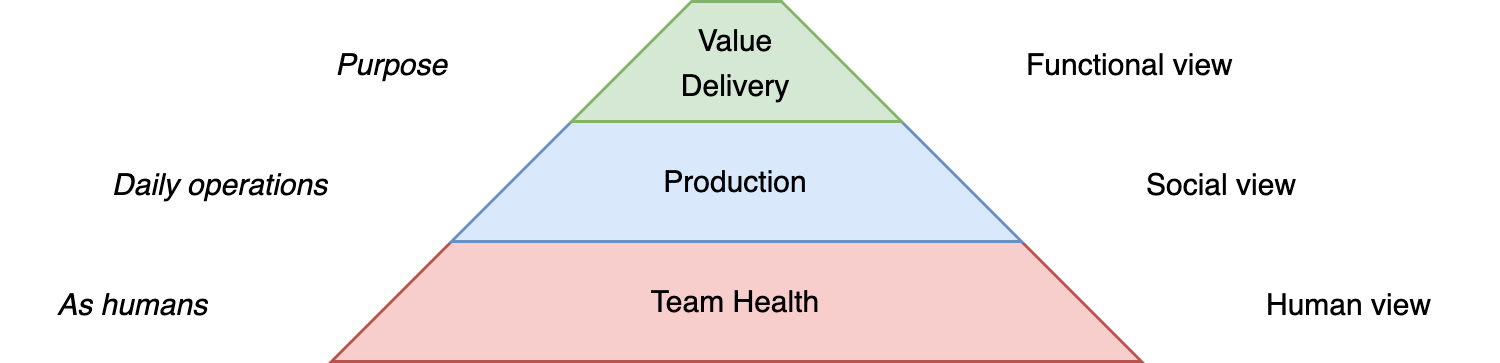 Purpose
Value
Delivery
Functional view
Daily operations
Production
Social view
As humans
Team Health
Human view